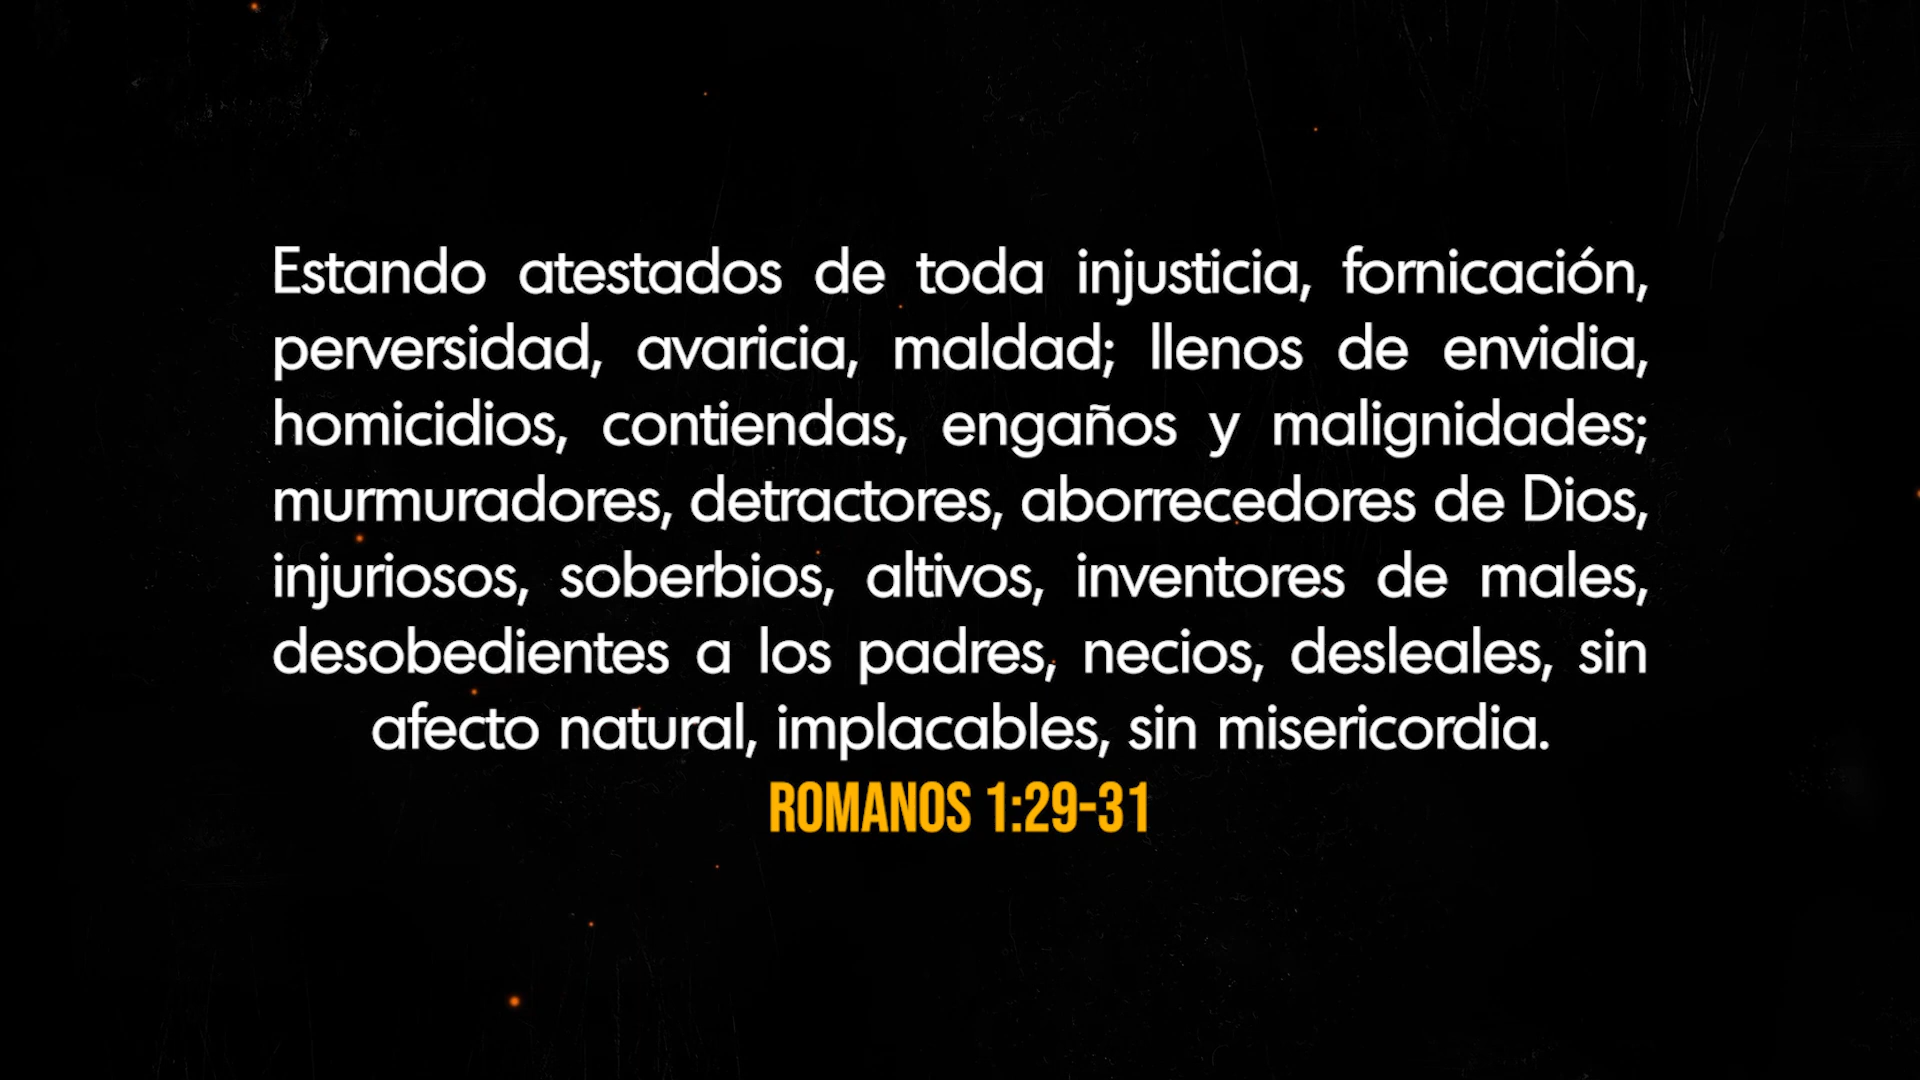 Estando atestados de toda injusticia, fornicación,
perversidad, avaricia, maldad; llenos de envidia,
homicidios, contiendas, engaños y malignidades;
murmuradores, detractores, aborrecedores de Dios,
injuriosos, soberbios, altivos, inventores de males,
desobedientes a los padres, necios, desleales, sin
afecto natural, implacables, sin misericordia.
ROMANOS 1:29-31